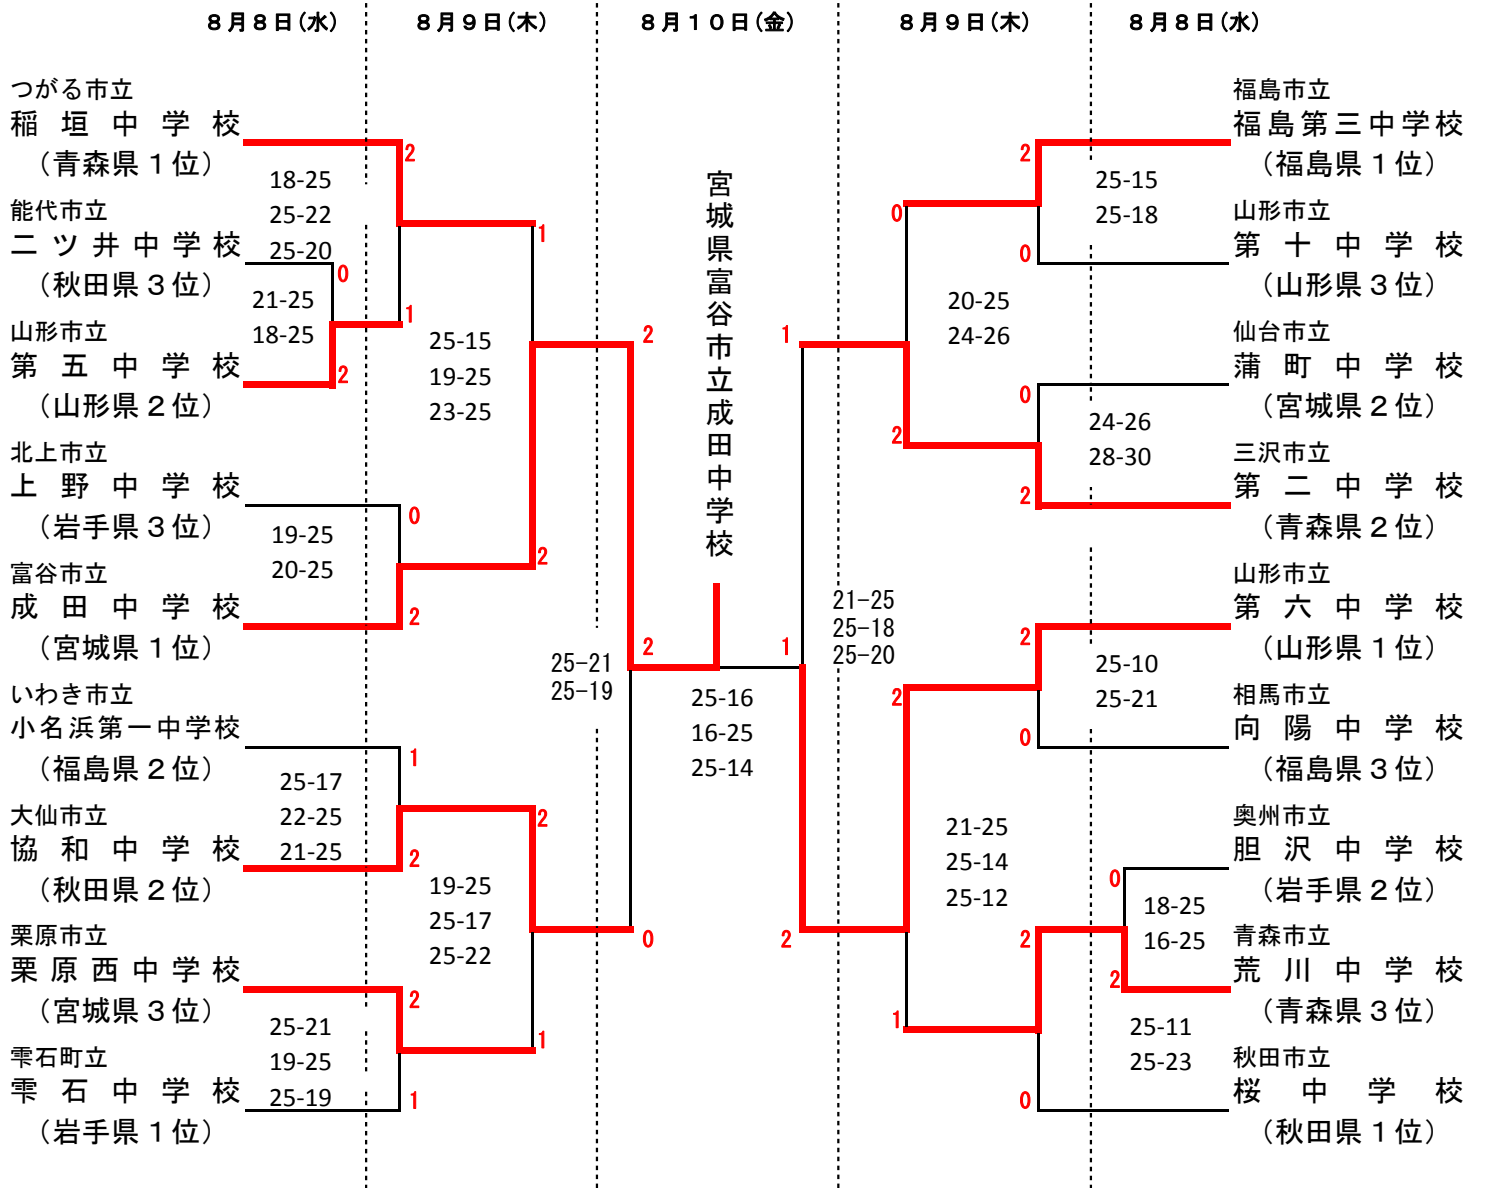 8月8日(水) 8月9日(木) 8月10日(金) 8月9日(木) 8月8日(水)
つがる市立
稲垣中学校
（青森県1位）
能代市立
二ツ井中学校
（秋田県3位）
山形市立
第五中学校
（山形県2位）
北上市立
上野中学校
（岩手県3位）
富谷市立
成田中学校
（宮城県1位）
いわき市立
小名浜第一中学校
（福島県2位）
大仙市立
協和中学校
（秋田県2位）
栗原市立
栗原西中学校
（宮城県3位）
雫石町立
雫石中学校
（岩手県1位）
2
18-25
25-22
25-20
0
21-25
18-25
2
1
0
19-25
20-25
2
1
25-17
22-25
21-25
2
2
25-21
19-25
25-19
1
1
25-15
19-25
23-25
2
2
19-25
25-17
25-22
1
2
2
25-21
25-19
0
宮城県富谷市立成田中学校
25-16
16-25
25-14
1
1
21-25
25-18
25-20
2
0
20-25
24-26
2
2
21-25
25-14
25-12
1
2
25-15
25-18
0
0
24-26
28-30
2
2
25-10
25-21
0
0
18-25
16-25
2
2
25-11
25-23
0
福島市立
福島第三中学校
（福島県1位）
山形市立
第十中学校
（山形県3位）
仙台市立
蒲町中学校
（宮城県2位）
三沢市立
第二中学校
（青森県2位）
山形市立
第六中学校
（山形県1位）
相馬市立
向陽中学校
（福島県3位）
奥州市立
胆沢中学校
（岩手県2位）
青森市立
荒川中学校
（青森県3位）
秋田市立
桜中学校
（秋田県1位）